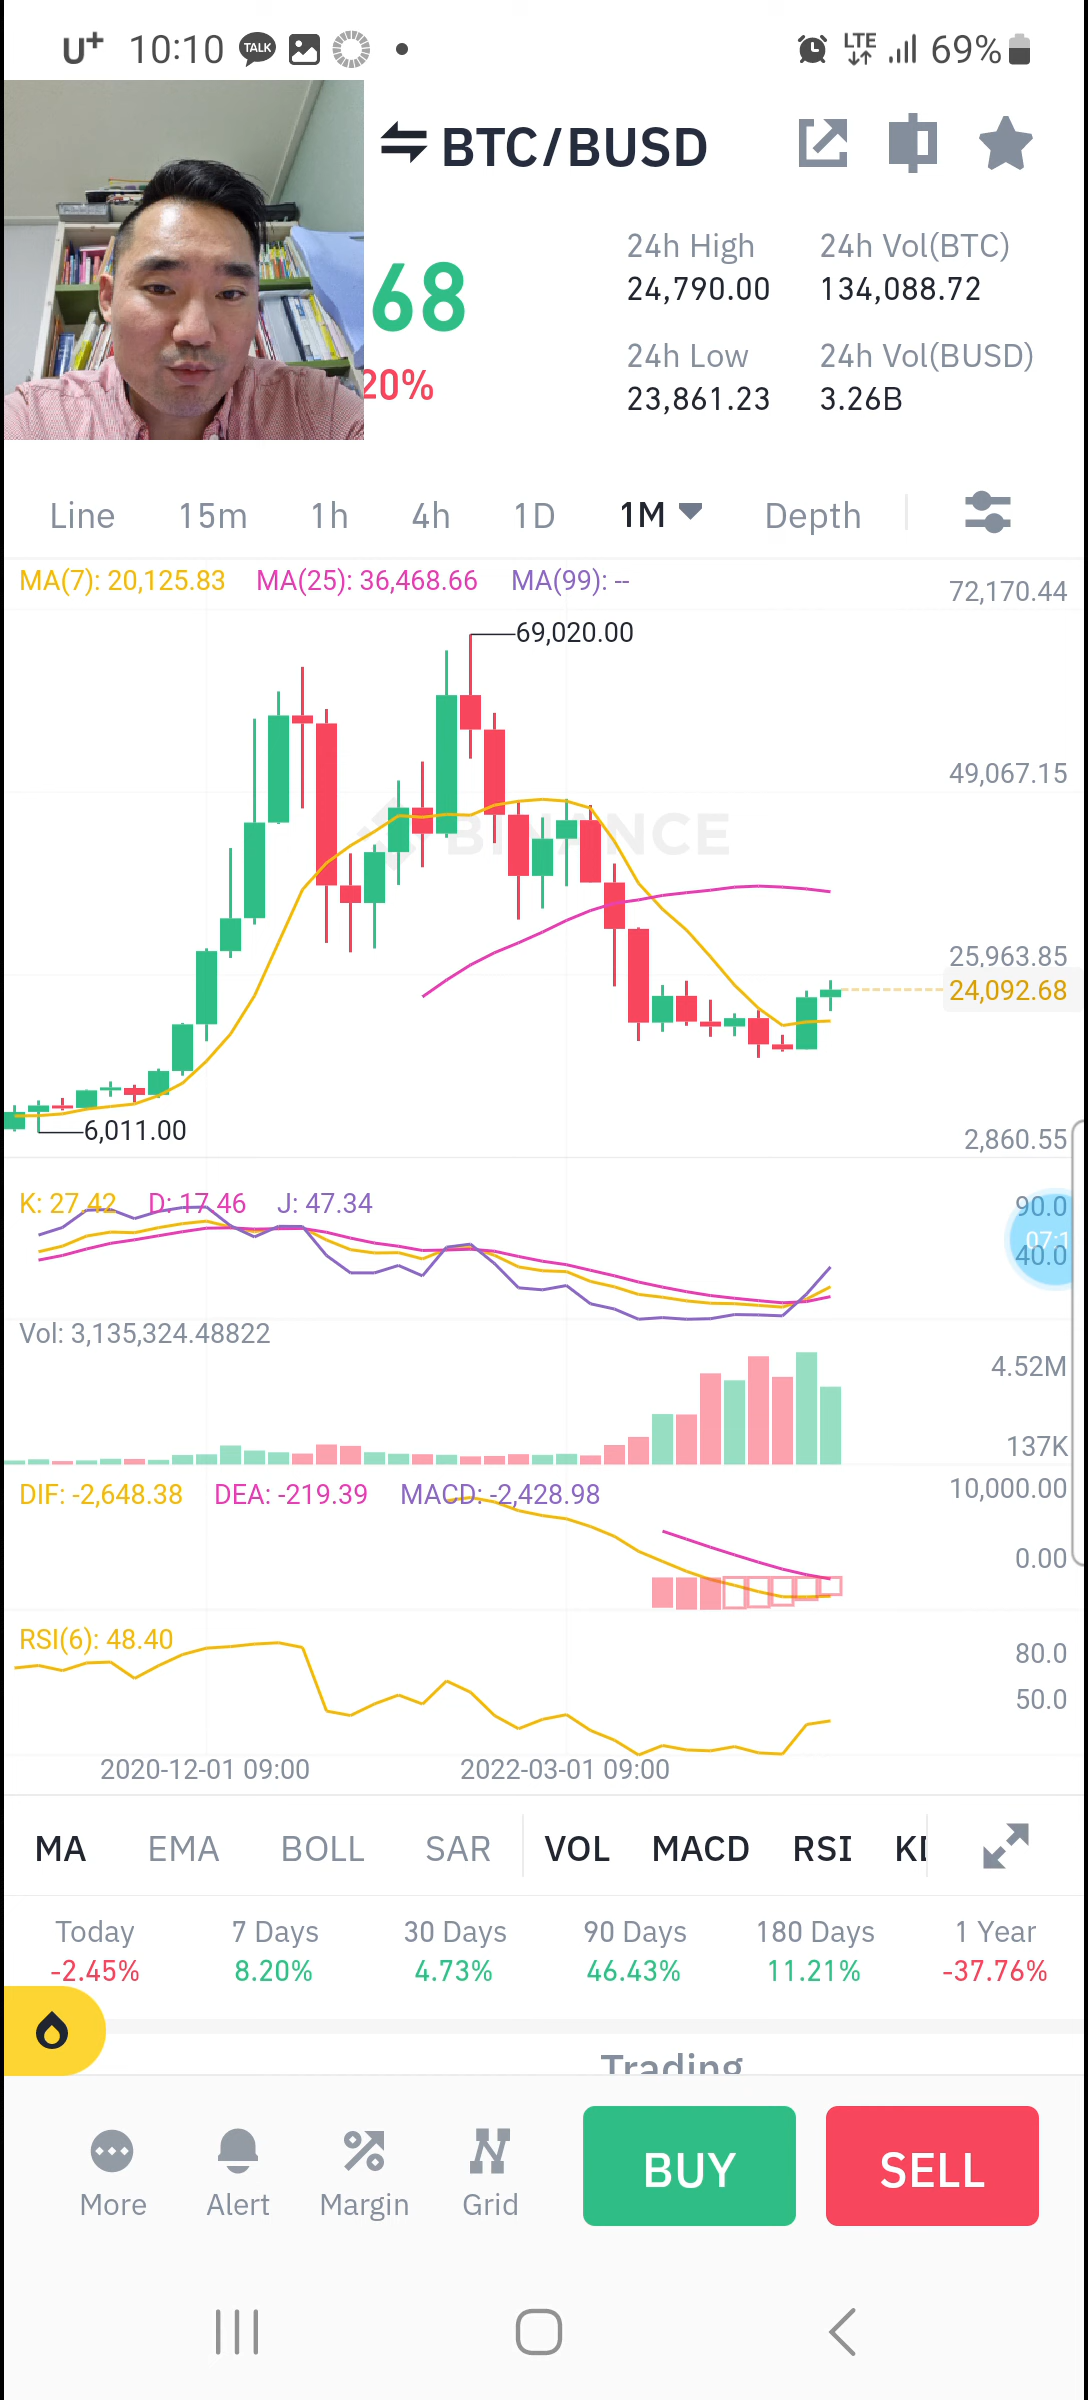 U+ 10:10 TALK LTE 69%
BTC/BUSD
68
20%
24h High 24h Vol(BTC)
24,790.00 134,088.72
24h Low 24h Vol(BUSD)
23,861.23 3.26B
Line 15m 1h 4h 1D 1M Depth
MA(7): 20,125.83 MA(25): 36,468.66 MA(99): --
72,170.44
69,020.00
49,067.15
BINANCE
25,963.85
24,092.68
6,011.00
2,860.55
K: 27.42 D: 17.46 J: 47.34
90.0
07:1
40.0
Vol: 3,135,324.48822
4.52M
137K
DIF: -2,648.38 DEA: -219.39 MACD: -2,428.98
10,000.00
0.00
RSI(6): 48.40
80.0
50.0
2020-12-01 09:00 2022-03-01 09:00
MA EMA BOLL SAR VOL MACD RSI
Today 7 Days 30 Days 90 Days 180 Days 1 Year
-2.45% 8.20% 4.73% 46.43% 11.21% -37.76%
Trading
BUY SELL
More Alert Margin Grid